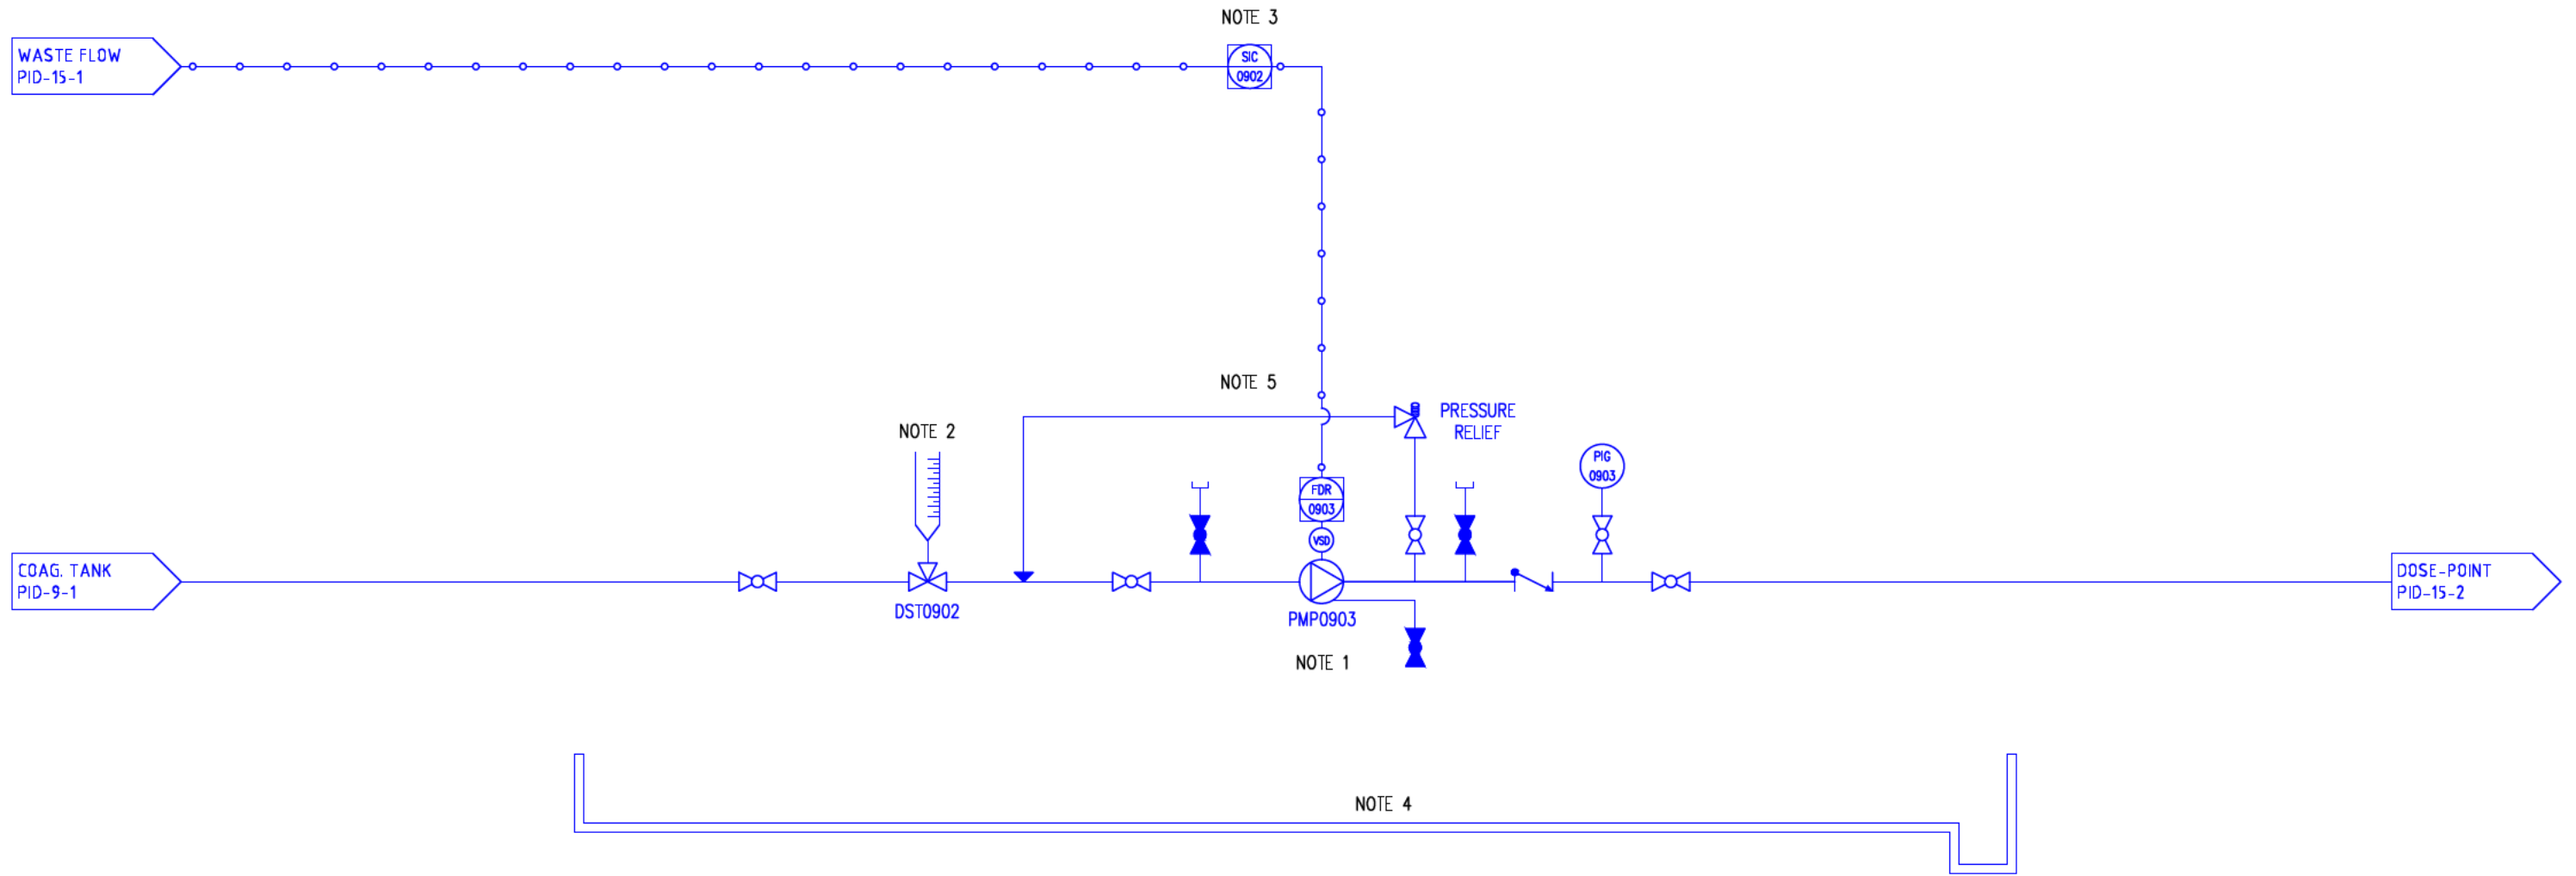 NOTE 3
WASTE FLOW
PID-15-1
SIC
0902
NOTE 5
PRESSURE
RELIEF
NOTE 2
PIG
0903
FDR
0903
VSD
COAG. TANK
PID-9-1
DST0902
PMP0903
DOSE-POINT
PID-15-2
NOTE 1
NOTE 4